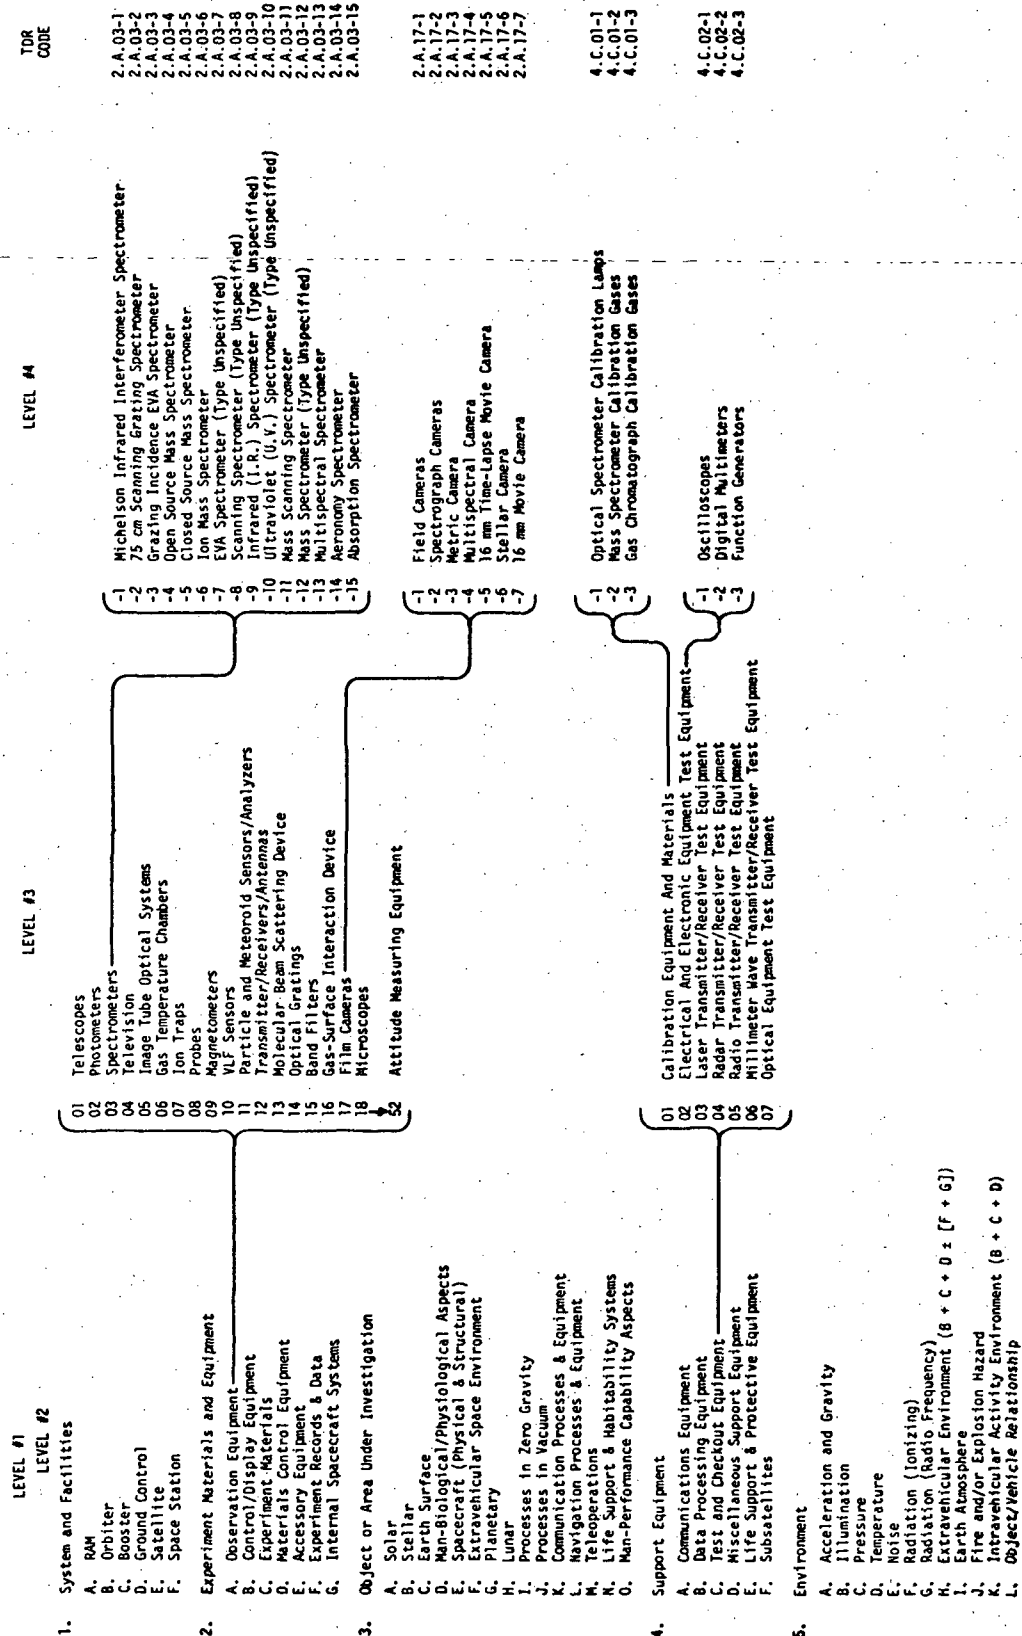 LEVEL #1
LEVEL #2
1. System and Facilities
A. RAM
B. Orbiter
C. Booster
D. Ground Control
E. Satellite
F. Space Station
2. Experiment Materials and Equipment
A. Observation Equipment
B. Control/Display Equipment
C. Experiment Materials
D. Materials Control Equipment
E. Accessory Equipment
F. Experiment Records & Data
G. Internal Spacecraft Systems
3. Object or Area Under Investigation
A. Solar
B. Stellar
C. Earth Surface
D. Man-Biological/Physiological Aspects
E. Spacecraft (Physical & Structural)
F. Extravehicular Space Environment
G. Planetary
H. Lunar
I. Processes in Zero Gravity
J. Processes in Vacuum
K. Communication Processes & Equipment
L. Navigation Processes & Equipment
M. Teleoperations
N. Life Support & Habitability Systems
O. Man-Performance Capability Aspects
4. Support Equipment
A. Communications Equipment
B. Data Processing Equipment
C. Test and Checkout Equipment
D. Miscellaneous Support Equipment
E. Life Support & Protective Equipment
F. Subsatellites
5. Environment
A. Acceleration and Gravity
B. Illumination
C. Pressure
D. Temperature
E. Noise
F. Radiation (Ionizing)
G. Radiation (Radio Frequency)
H. Extravehicular Environment (B + C + D ± [F + G])
I. Earth Atmosphere
J. Fire and/or Explosion Hazard
K. Intravehicular Activity Environment (B + C + D)
L. Object/Vehicle Relationship
LEVEL #3
01 Telescopes
02 Photometers
03 Spectrometers
04 Television
05 Image Tube Optical Systems
06 Gas Temperature Chambers
07 Ion Traps
08 Probes
09 Magnetometers
10 VLF Sensors
11 Particle and Meteoroid Sensors/Analyzers
12 Transmitter/Receivers/Antennas
13 Molecular Beam Scattering Device
14 Optical Gratings
15 Band Filters
16 Gas-Surface Interaction Device
17 Film Cameras
18 Microscopes
52 Attitude Measuring Equipment
01 Calibration Equipment And Materials
02 Electrical And Electronic Equipment Test Equipment
03 Laser Transmitter/Receiver Test Equipment
04 Radar Transmitter/Receiver Test Equipment
05 Radio Transmitter/Receiver Test Equipment
06 Millimeter Wave Transmitter/Receiver Test Equipment
07 Optical Equipment Test Equipment
LEVEL #4
TOR
CODE
-1 Michelson Infrared Interferometer Spectrometer 2.A.03-1
-2 75 cm Scanning Grating Spectrometer 2.A.03-2
-3 Grazing Incidence EVA Spectrometer 2.A.03-3
-4 Open Source Mass Spectrometer 2.A.03-4
-5 Closed Source Mass Spectrometer 2.A.03-5
-6 Ion Mass Spectrometer 2.A.03-6
-7 EVA Spectrometer (Type Unspecified) 2.A.03-7
-8 Scanning Spectrometer (Type Unspecified) 2.A.03-8
-9 Infrared (I.R.) Spectrometer (Type Unspecified) 2.A.03-9
-10 Ultraviolet (U.V.) Spectrometer (Type Unspecified) 2.A.03-10
-11 Mass Scanning Spectrometer 2.A.03-11
-12 Mass Spectrometer (Type Unspecified) 2.A.03-12
-13 Multispectral Spectrometer 2.A.03-13
-14 Aeronomy Spectrometer 2.A.03-14
-15 Absorption Spectrometer 2.A.03-15
-1 Field Cameras 2.A.17-1
-2 Spectrograph Cameras 2.A.17-2
-3 Metric Camera 2.A.17-3
-4 Multispectral Camera 2.A.17-4
-5 16 mm Time-Lapse Movie Camera 2.A.17-5
-6 Stellar Camera 2.A.17-6
-7 16 mm Movie Camera 2.A.17-7
-1 Optical Spectrometer Calibration Lamps 4.C.01-1
-2 Mass Spectrometer Calibration Gases 4.C.01-2
-3 Gas Chromatograph Calibration Gases 4.C.01-3
-1 Oscilloscopes 4.C.02-1
-2 Digital Multimeters 4.C.02-2
-3 Function Generators 4.C.02-3